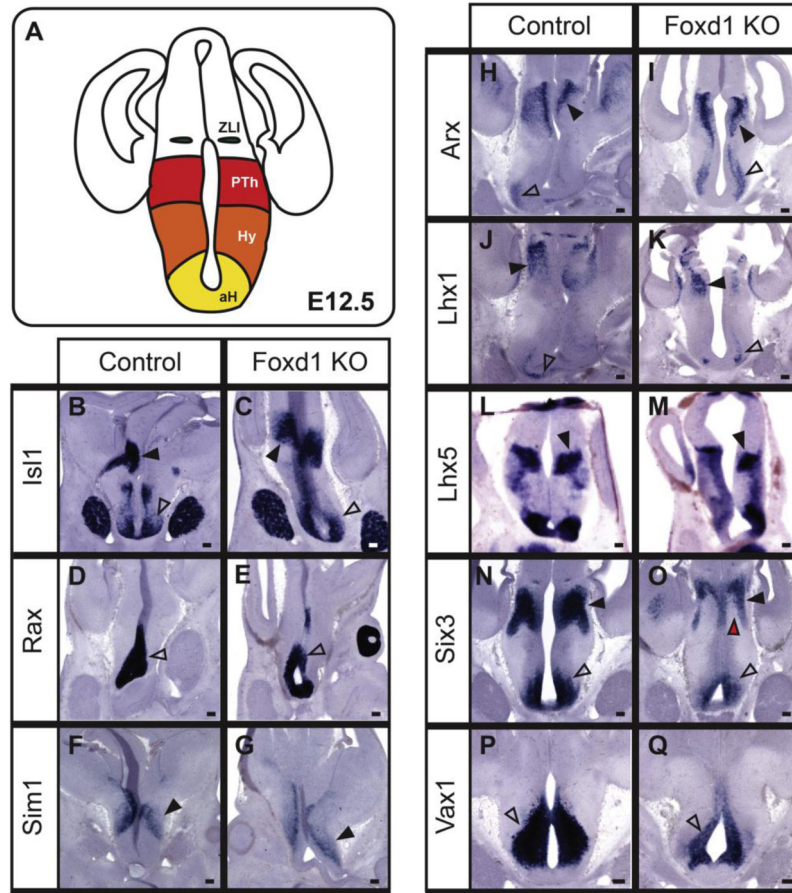 A
ZLI
PTh
Hy
aH
E12.5
Control Foxd1 KO
Isl1
B C
Rax
D E
Sim1
F G
Control Foxd1 KO
Arx
H I
Lhx1
J K
Lhx5
L M
Six3
N O
Vax1
P Q